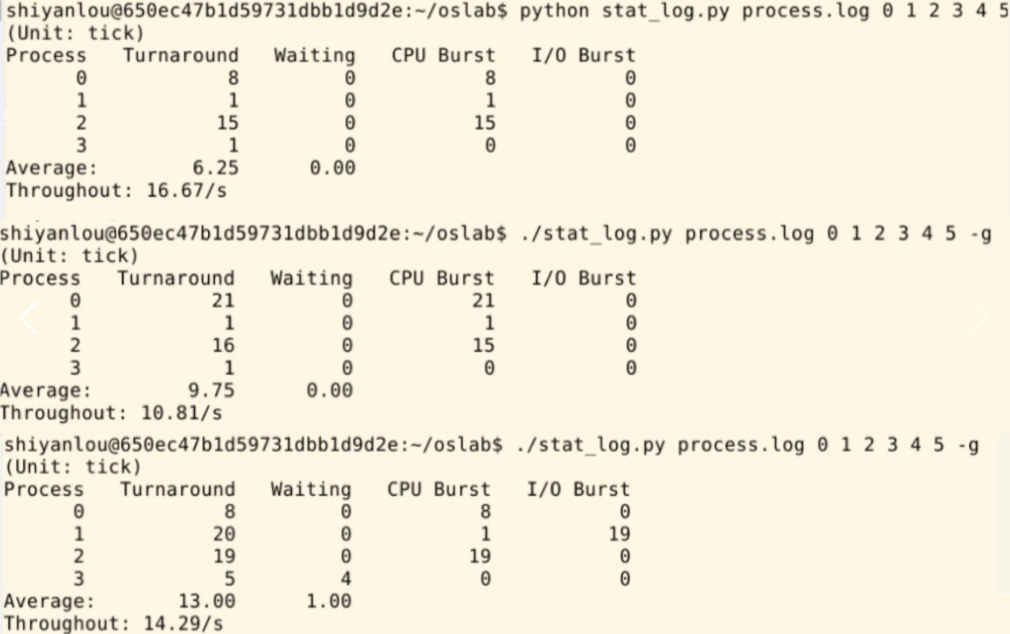 shiyanlou@650ec47b1d59731dbb1d9d2e:~/oslab$ python stat_log.py process.log 0 1 2 3 4 5
(Unit: tick)
Process Turnaround Waiting CPU Burst I/O Burst
0 8 0 8 0
1 1 0 1 0
2 15 0 15 0
3 1 0 0 0
Average: 6.25 0.00
Throughout: 16.67/s
shiyanlou@650ec47b1d59731dbb1d9d2e:~/oslab$ ./stat_log.py process.log 0 1 2 3 4 5 -g
(Unit: tick)
Process Turnaround Waiting CPU Burst I/O Burst
0 21 0 21 0
1 1 0 1 0
2 16 0 15 0
3 1 0 0 0
Average: 9.75 0.00
Throughout: 10.81/s
shiyanlou@650ec47b1d59731dbb1d9d2e:~/oslab$ ./stat_log.py process.log 0 1 2 3 4 5 -g
(Unit: tick)
Process Turnaround Waiting CPU Burst I/O Burst
0 8 0 8 0
1 20 0 1 19
2 19 0 19 0
3 5 4 0 0
Average: 13.00 1.00
Throughout: 14.29/s